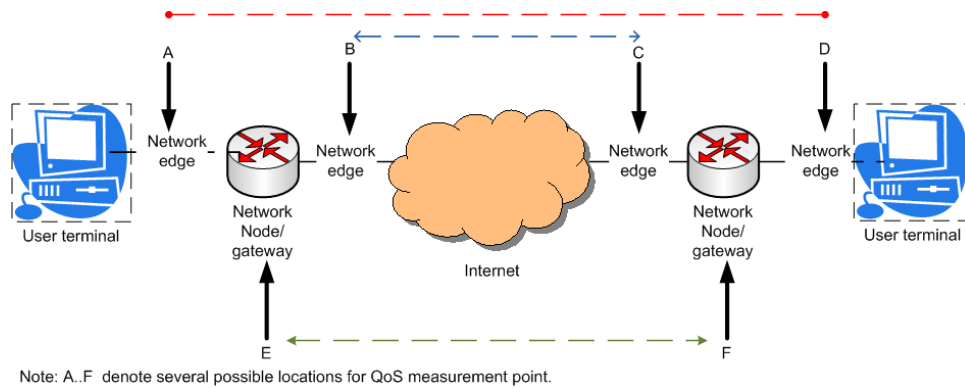 A
B
C
D
Network
edge
Network
edge
Network
edge
Network
edge
User terminal
Network
Node/
gateway
Internet
Network
Node/
gateway
User terminal
E
F
Note: A..F denote several possible locations for QoS measurement point.